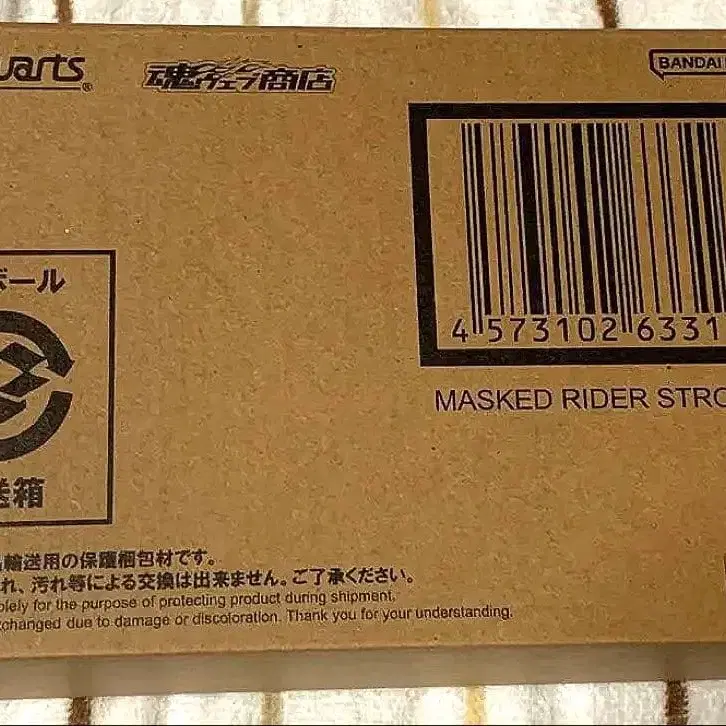 uarts®
魂ウェブ商店
BANDAI
4 573102 6331
MASKED RIDER STRO
ボール
送箱
輸送用の保護梱包材です。
れ、汚れ等による交換は出来ません。ご了承ください。
olely for the purpose of protecting product during shipment.
xchanged due to damage or discoloration. Thank you for your understanding.